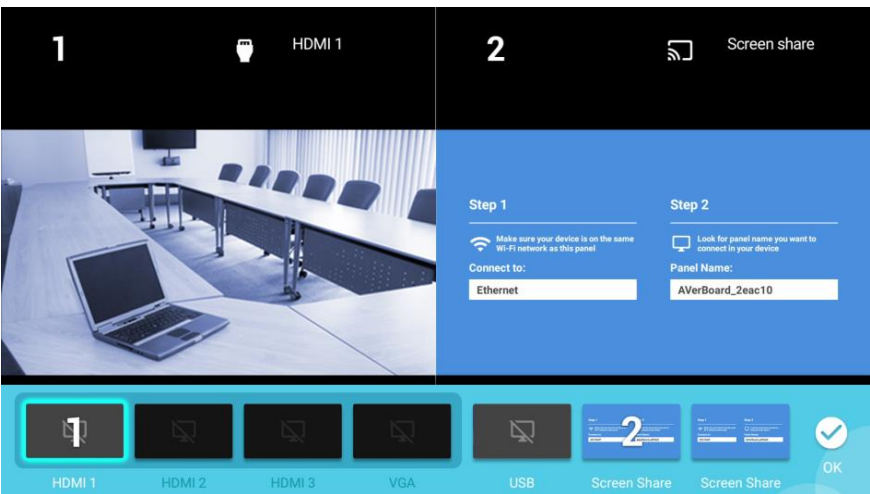 1
HDMI 1
2
Screen share
Step 1
Make sure your device is on the same
Wi-Fi network as this panel
Connect to:
Ethernet
Step 2
Look for panel name you want to
connect in your device
Panel Name:
AVerBoard_2eac10
1
2
HDMI 1
HDMI 2
HDMI 3
VGA
USB
Screen Share
Screen Share
OK